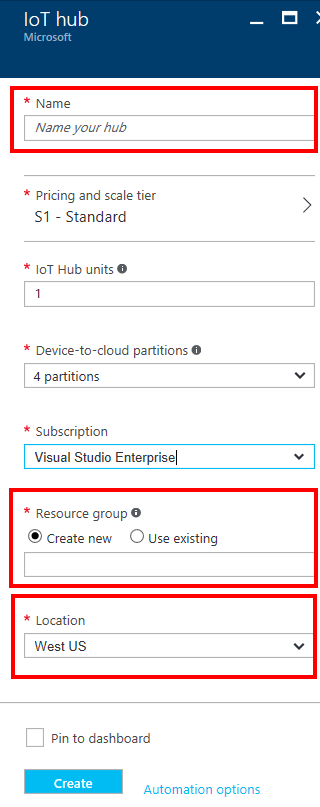 IoT hub
Microsoft
* Name
Name your hub
* Pricing and scale tier
S1 - Standard
* IoT Hub units
1
* Device-to-cloud partitions
4 partitions
* Subscription
Visual Studio Enterprise
* Resource group
Create new Use existing
* Location
West US
Pin to dashboard
Create Automation options